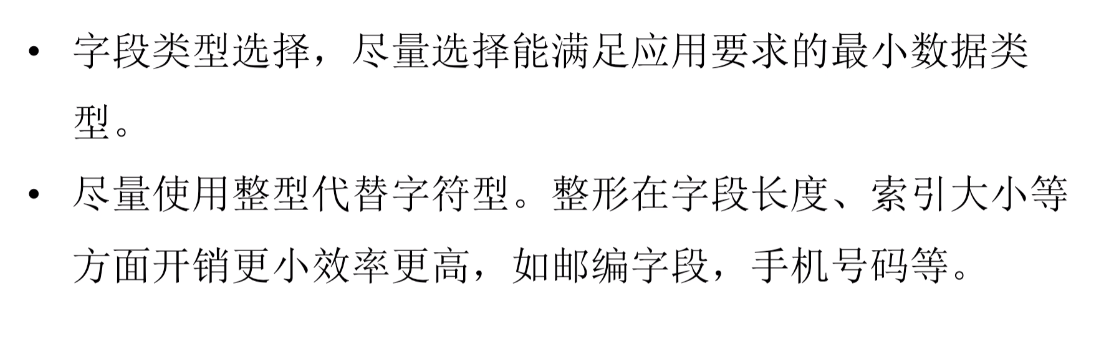 • 字段类型选择，尽量选择能满足应用要求的最小数据类
型。
• 尽量使用整型代替字符型。整形在字段长度、索引大小等
方面开销更小效率更高，如邮编字段，手机号码等。